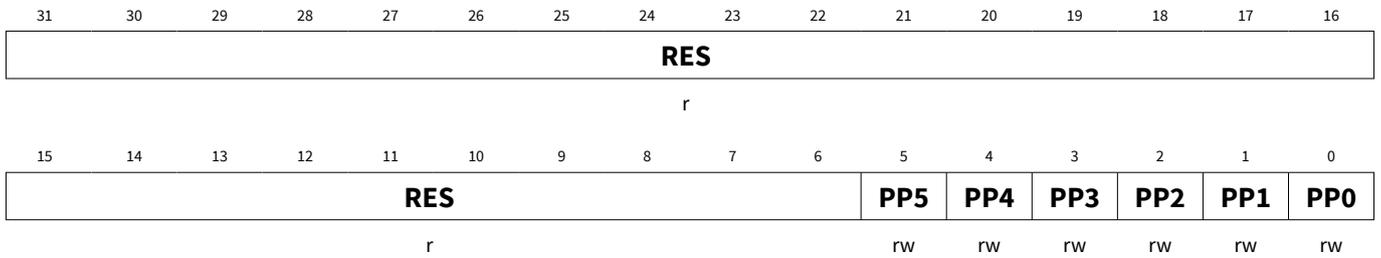 31 30 29 28 27 26 25 24 23 22 21 20 19 18 17 16
RES
r
15 14 13 12 11 10 9 8 7 6 5 4 3 2 1 0
RES PP5 PP4 PP3 PP2 PP1 PP0
r rw rw rw rw rw rw